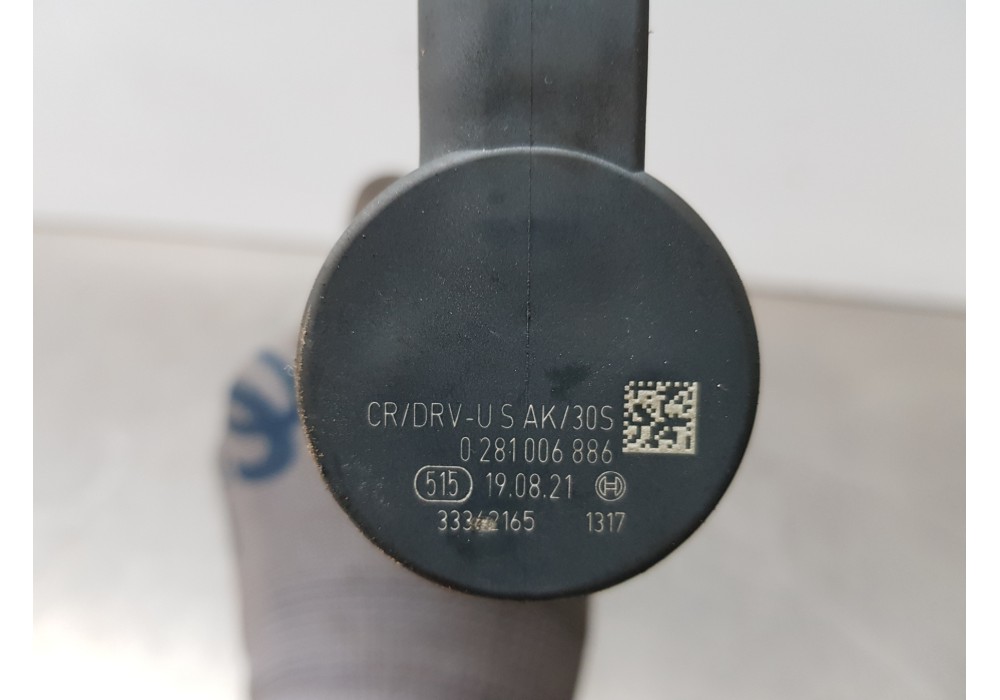 CR/DRV-U S AK/30S
0 281 006 886
515 19.08.21
1317